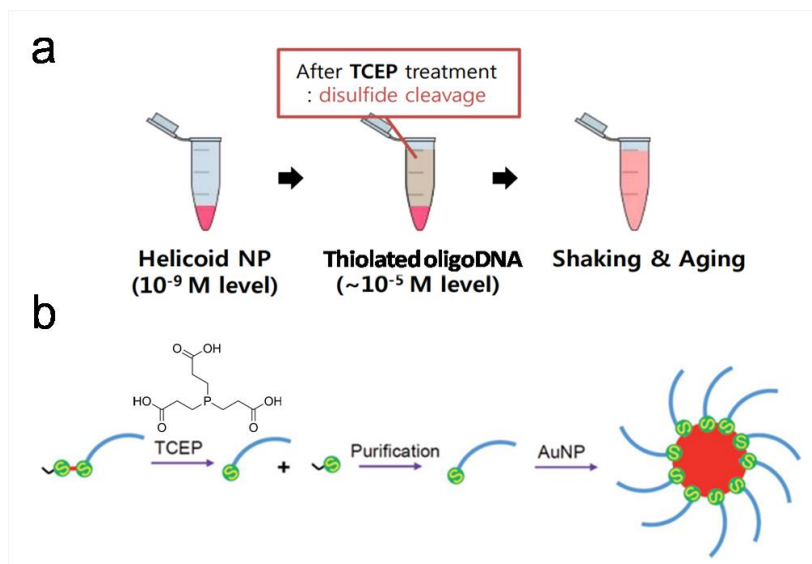 a
After TCEP treatment
: disulfide cleavage
Helicoid NP
(10⁻⁹ M level)
Thiolated oligoDNA
(~10⁻⁵ M level)
Shaking & Aging
b
O
OH
HO
O
P
O
OH
S S
TCEP
S
+
S
Purification
S
AuNP
S S S S S S S S S S